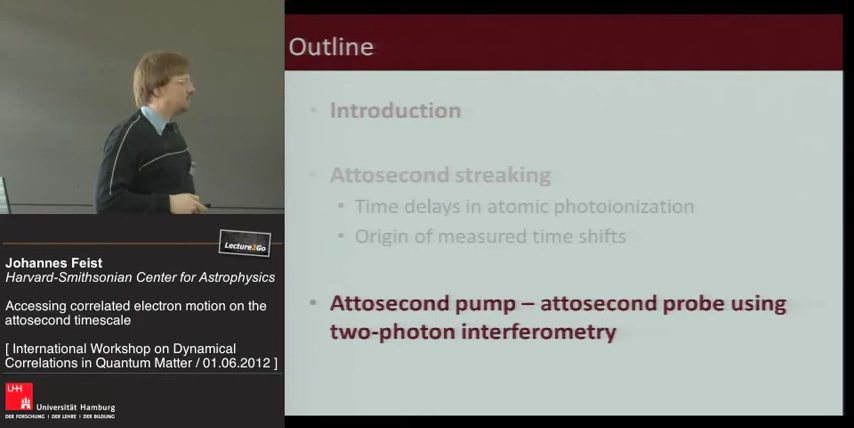 Outline
• Introduction
• Attosecond streaking
• Time delays in atomic photoionization
• Origin of measured time shifts
• Attosecond pump – attosecond probe using
two-photon interferometry
Lecture2Go
Johannes Feist
Harvard-Smithsonian Center for Astrophysics
Accessing correlated electron motion on the
attosecond timescale
[ International Workshop on Dynamical
Correlations in Quantum Matter / 01.06.2012 ]
UH
Universität Hamburg
DER FORSCHUNG | DER LEHRE | DER BILDUNG